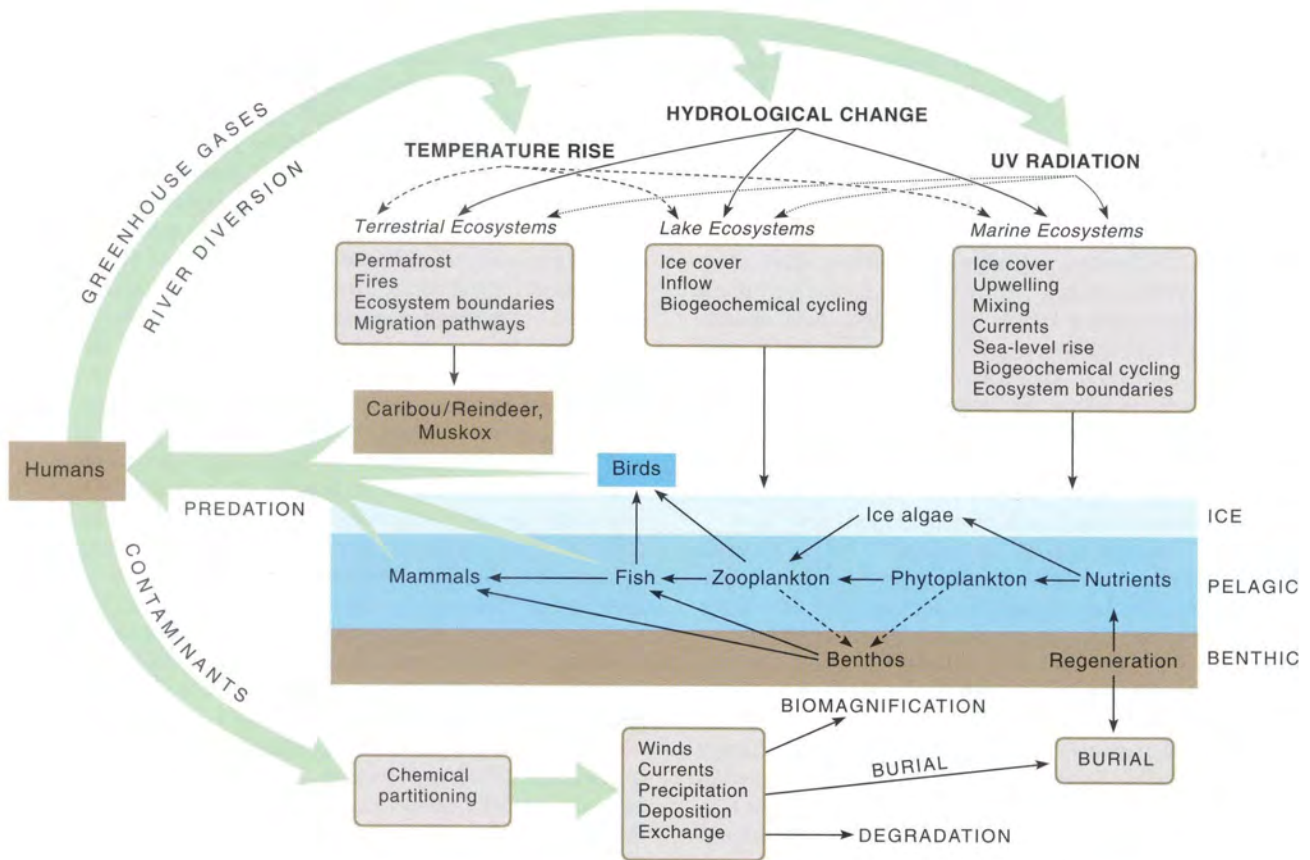 GREENHOUSE GASES
RIVER DIVERSION
HYDROLOGICAL CHANGE
TEMPERATURE RISE
UV RADIATION
Terrestrial Ecosystems
Permafrost
Fires
Ecosystem boundaries
Migration pathways
Lake Ecosystems
Ice cover
Inflow
Biogeochemical cycling
Marine Ecosystems
Ice cover
Upwelling
Mixing
Currents
Sea-level rise
Biogeochemical cycling
Ecosystem boundaries
Caribou/Reindeer,
Muskox
Humans
Birds
PREDATION
Ice algae
ICE
Mammals
Fish
Zooplankton
Phytoplankton
Nutrients
PELAGIC
Benthos
Regeneration
BENTHIC
CONTAMINANTS
BIOMAGNIFICATION
Chemical
partitioning
Winds
Currents
Precipitation
Deposition
Exchange
BURIAL
BURIAL
DEGRADATION